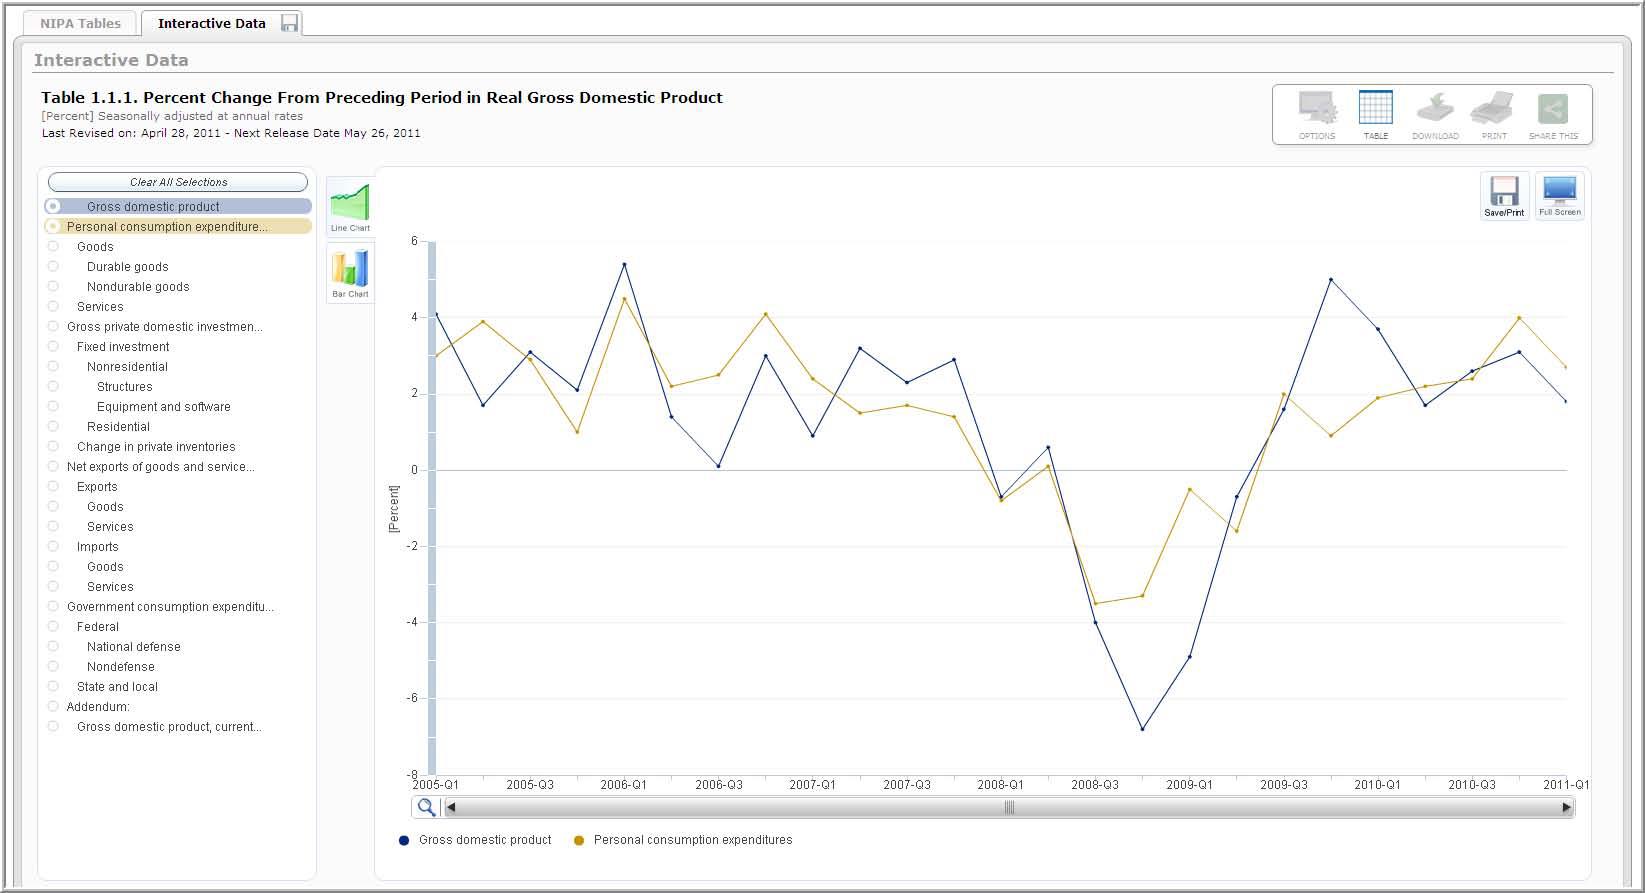 NIPA Tables
Interactive Data
Interactive Data
Table 1.1.1. Percent Change From Preceding Period in Real Gross Domestic Product
[Percent] Seasonally adjusted at annual rates
Last Revised on: April 28, 2011 - Next Release Date May 26, 2011
OPTIONS TABLE DOWNLOAD PRINT SHARE THIS
Clear All Selections
Gross domestic product
Personal consumption expenditure...
Goods
Durable goods
Nondurable goods
Services
Gross private domestic investmen...
Fixed investment
Nonresidential
Structures
Equipment and software
Residential
Change in private inventories
Net exports of goods and service...
Exports
Goods
Services
Imports
Goods
Services
Government consumption expenditu...
Federal
National defense
Nondefense
State and local
Addendum:
Gross domestic product, current...
Line Chart
Bar Chart
Save/Print
Full Screen
6
4
2
0
-2
-4
-6
-8
[Percent]
2005-Q1 2005-Q3 2006-Q1 2006-Q3 2007-Q1 2007-Q3 2008-Q1 2008-Q3 2009-Q1 2009-Q3 2010-Q1 2010-Q3 2011-Q1
Gross domestic product Personal consumption expenditures